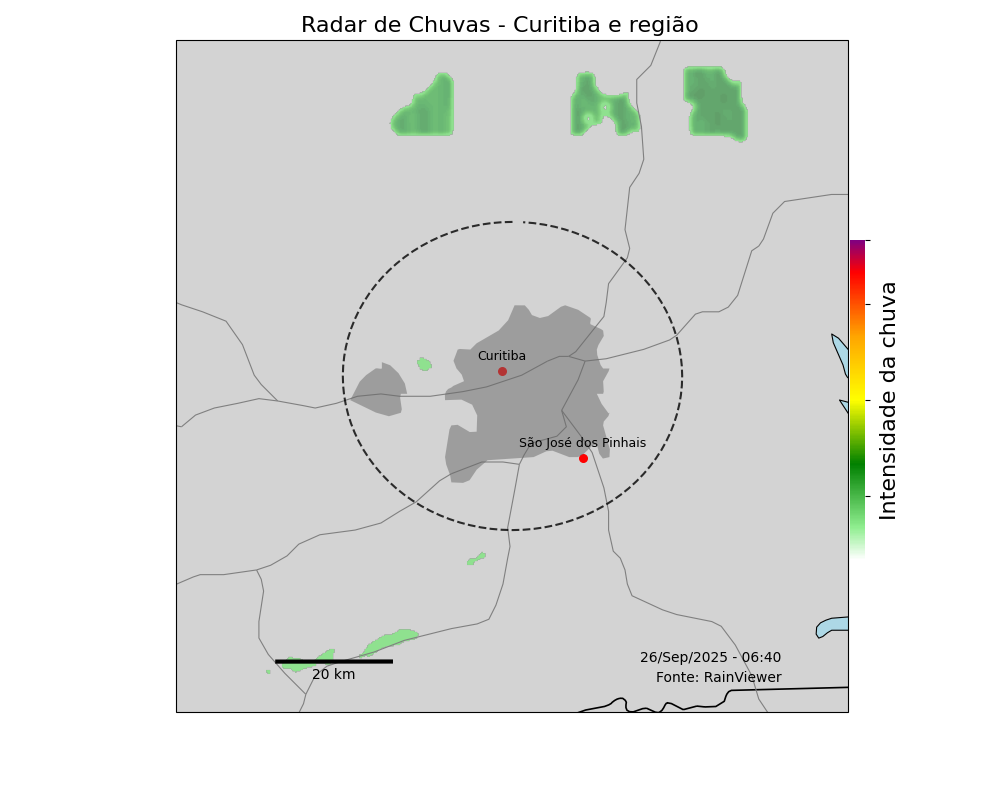 Radar de Chuvas - Curitiba e região
Curitiba
São José dos Pinhais
Intensidade da chuva
26/Sep/2025 - 06:40
Fonte: RainViewer
20 km